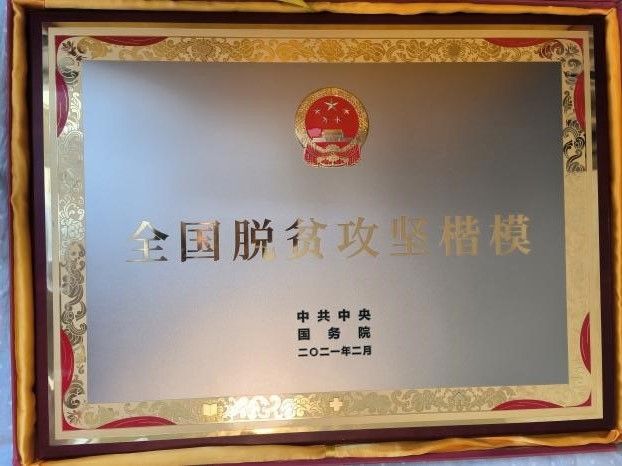 全国脱贫攻坚楷模
中共中央
国务院
二〇二一年二月